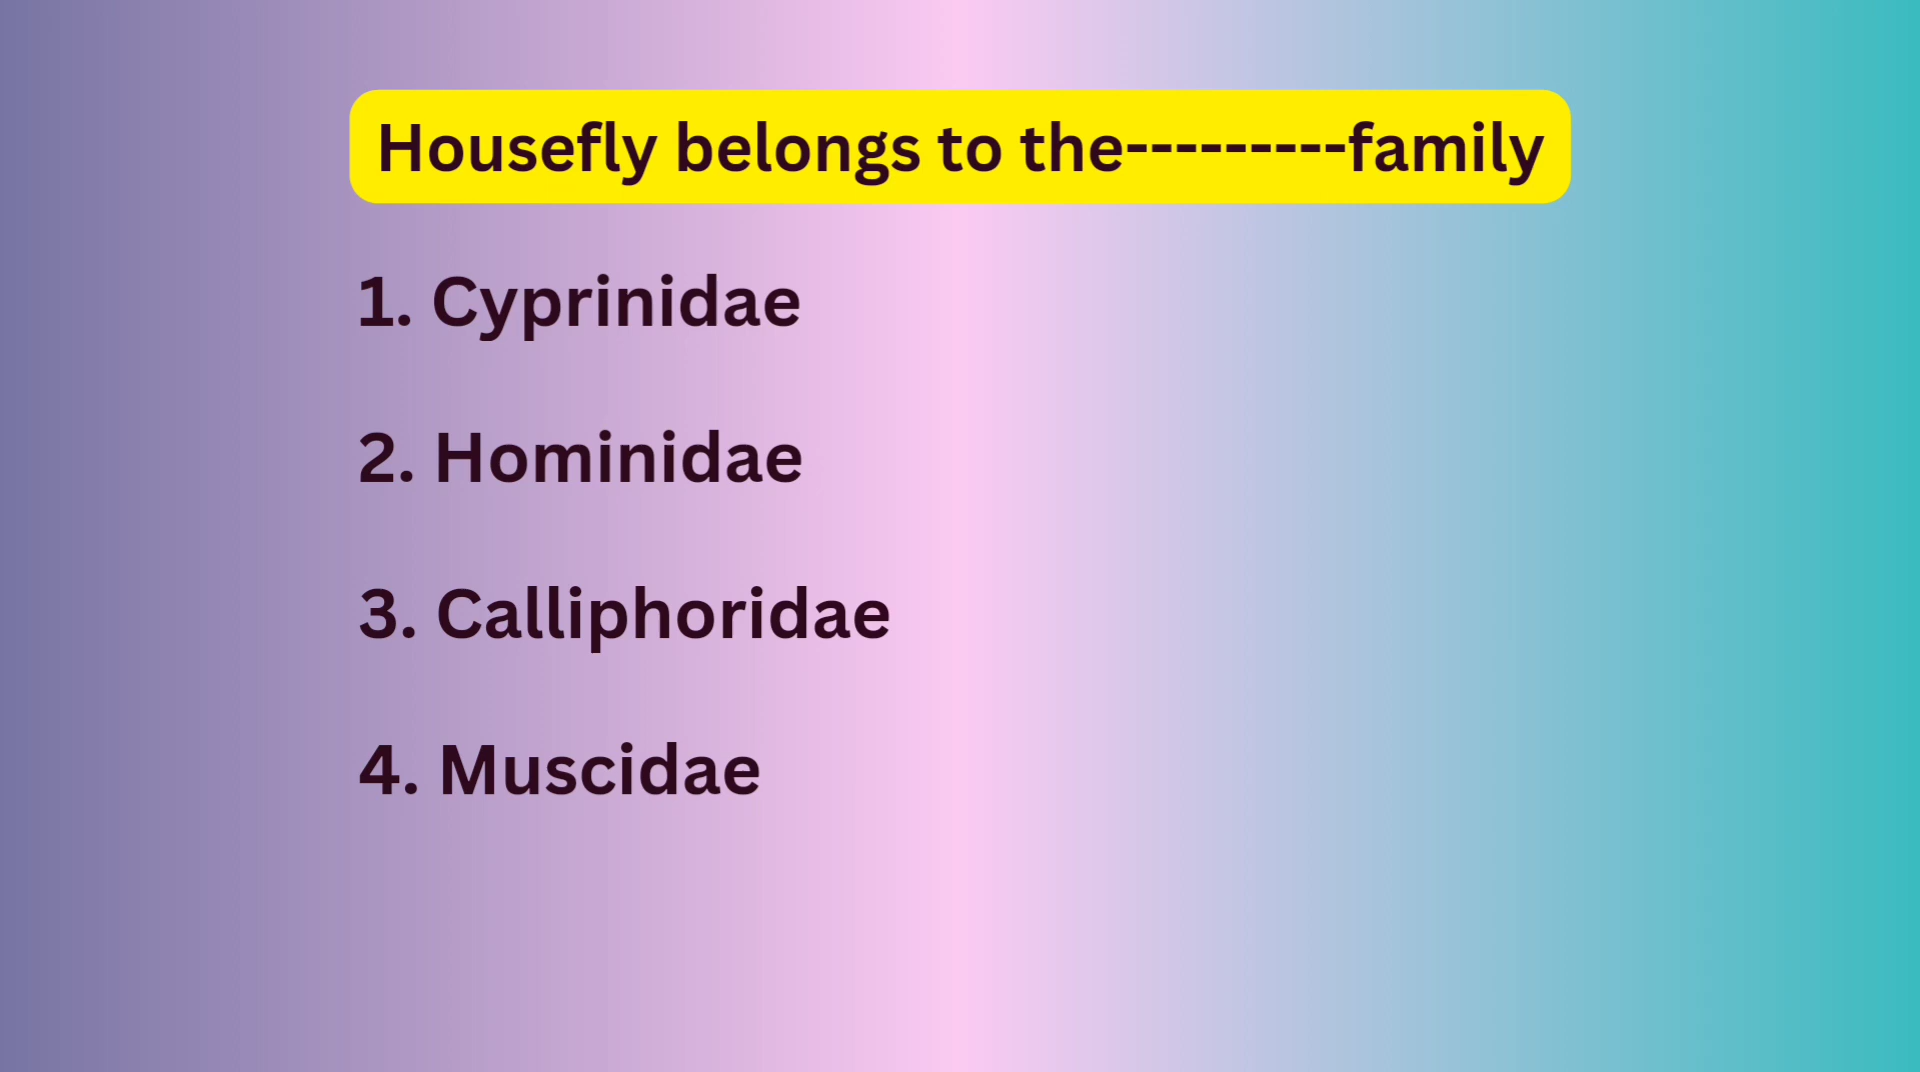 Housefly belongs to the---------family
1. Cyprinidae
2. Hominidae
3. Calliphoridae
4. Muscidae